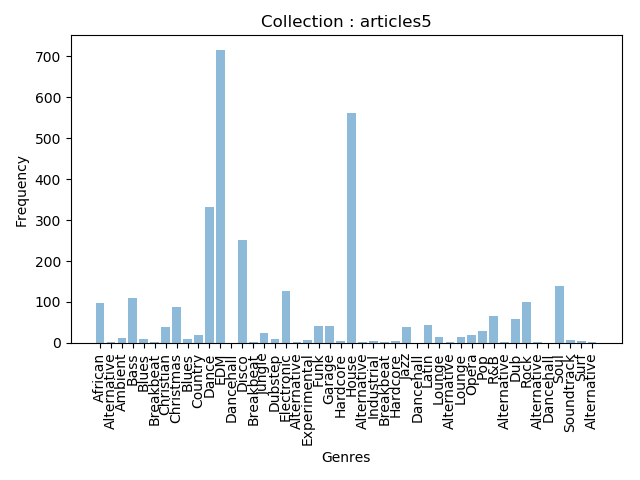 Collection : articles5
Frequency
700
600
500
400
300
200
100
0
African
Alternative
Ambient
Bass
Blues
Breakbeat
Christian
Christmas
Blues
Country
Dance
EDM
Dancehall
Disco
Breakbeat
Jungle
Dubstep
Electronic
Alternative
Experimental
Funk
Garage
Hardcore
House
Alternative
Industrial
Breakbeat
Hardcore
Jazz
Dancehall
Latin
Lounge
Alternative
Lounge
Opera
Pop
R&B
Alternative
Dub
Rock
Alternative
Dancehall
Soul
Soundtrack
Surf
Alternative
Genres